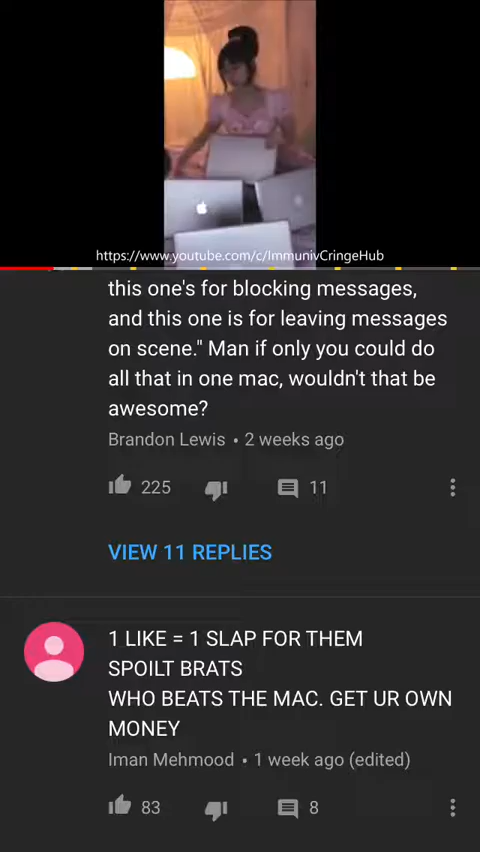 https://www.youtube.com/c/ImmunivCringeHub
this one's for blocking messages,
and this one is for leaving messages
on scene." Man if only you could do
all that in one mac, wouldn't that be
awesome?
Brandon Lewis • 2 weeks ago
225
11
VIEW 11 REPLIES
1 LIKE = 1 SLAP FOR THEM
SPOILT BRATS
WHO BEATS THE MAC. GET UR OWN
MONEY
Iman Mehmood • 1 week ago (edited)
83
8